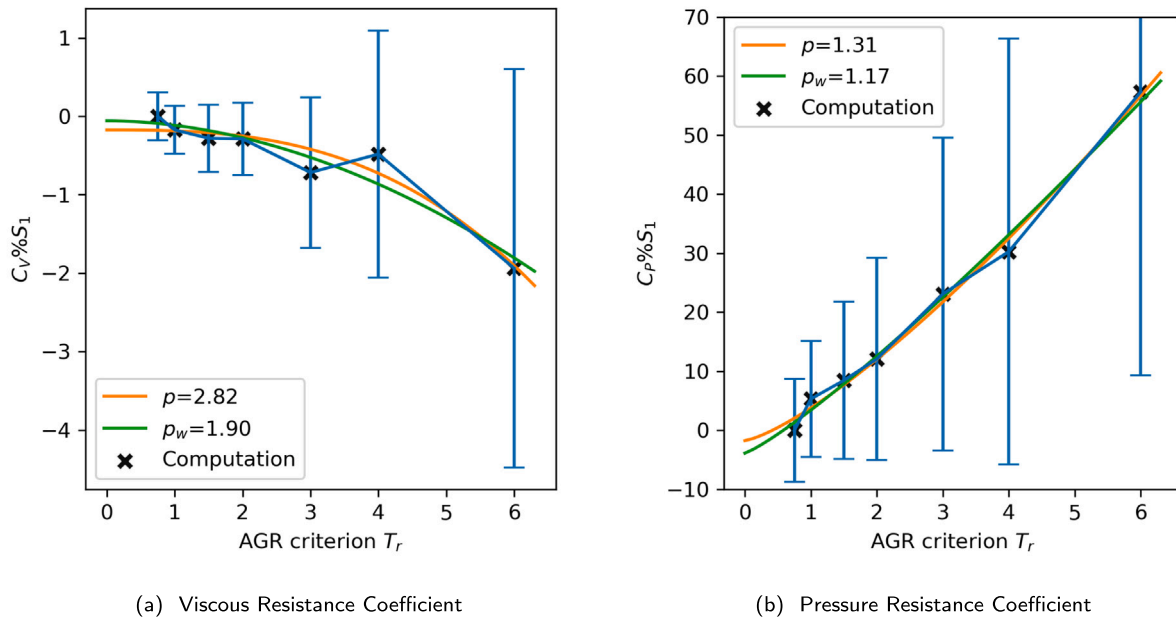 1
0
−1
−2
−3
−4
C_V%S_1
p=2.82
p_w=1.90
Computation
0 1 2 3 4 5 6
AGR criterion T_r
(a) Viscous Resistance Coefficient
70
60
50
40
30
20
10
0
−10
C_P%S_1
p=1.31
p_w=1.17
Computation
0 1 2 3 4 5 6
AGR criterion T_r
(b) Pressure Resistance Coefficient